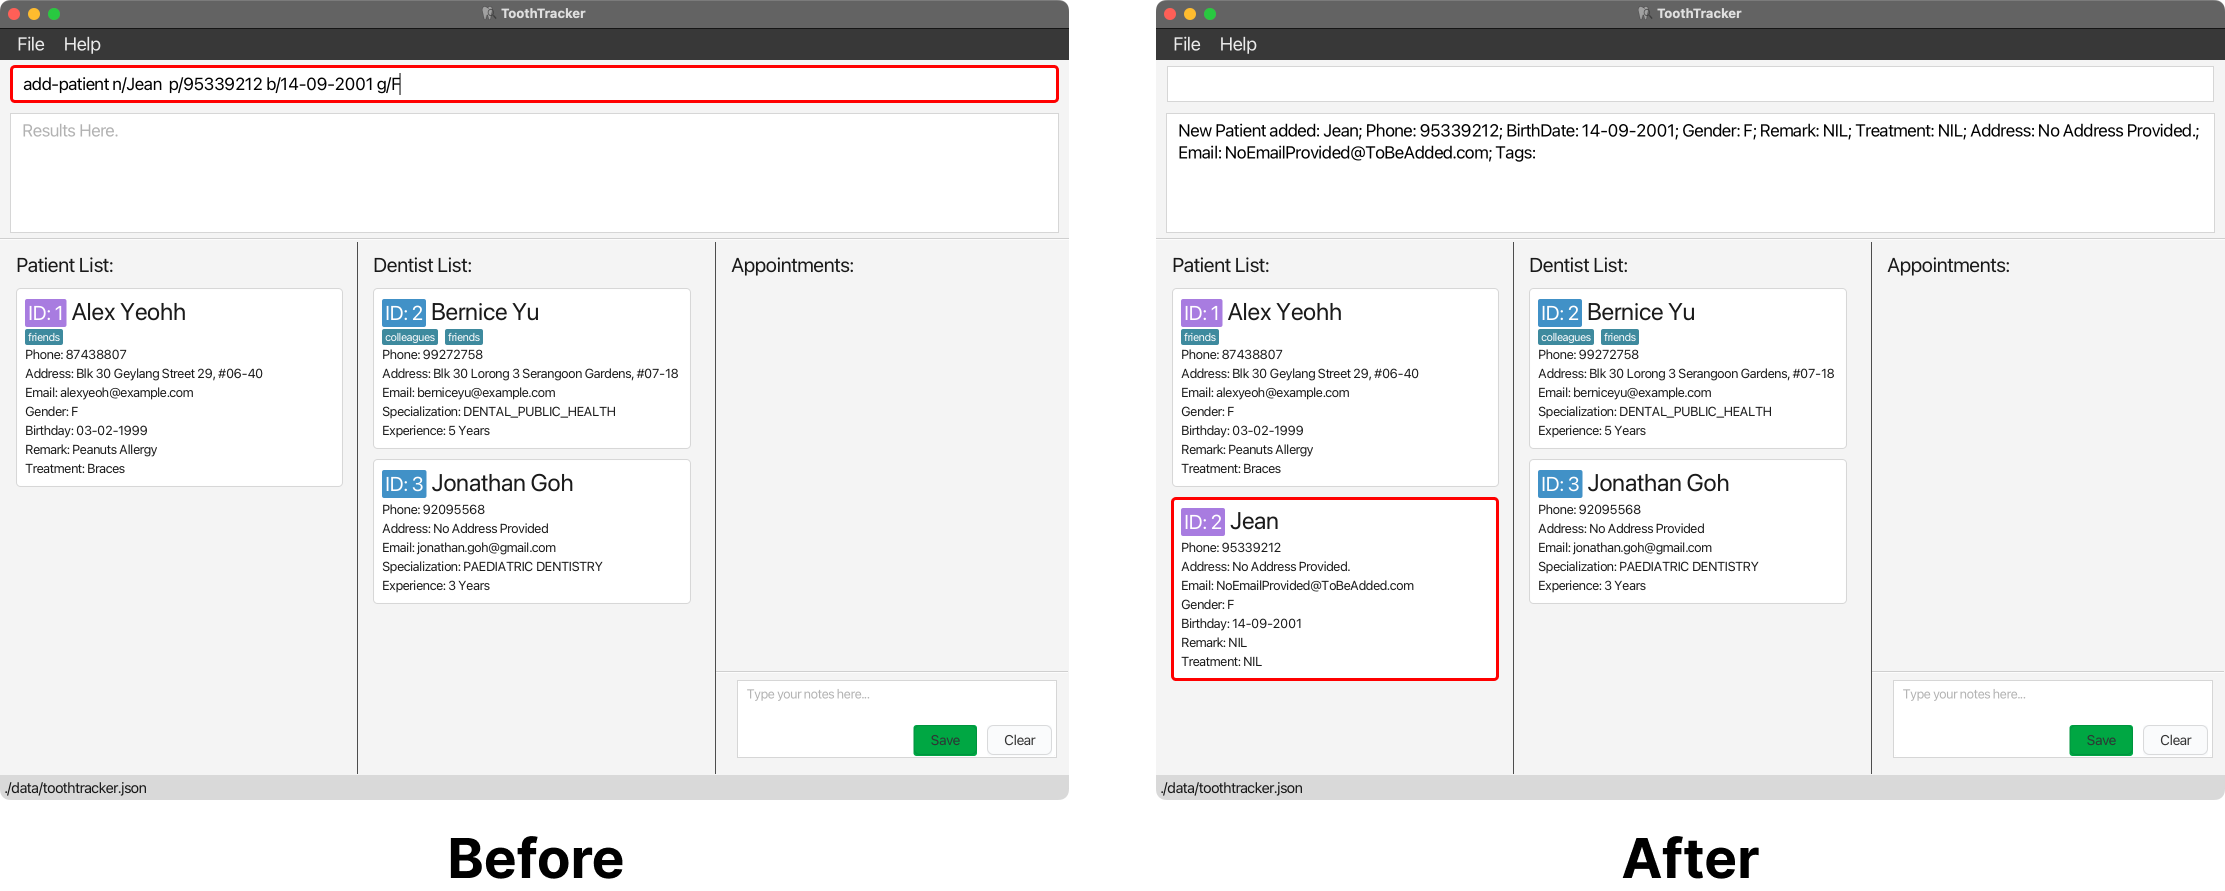 ToothTracker
File Help
add-patient n/Jean  p/95339212 b/14-09-2001 g/F
Results Here.
Patient List:
ID: 1 Alex Yeohh
friends
Phone: 87438807
Address: Blk 30 Geylang Street 29, #06-40
Email: alexyeoh@example.com
Gender: F
Birthday: 03-02-1999
Remark: Peanuts Allergy
Treatment: Braces
Dentist List:
ID: 2 Bernice Yu
colleagues friends
Phone: 99272758
Address: Blk 30 Lorong 3 Serangoon Gardens, #07-18
Email: berniceyu@example.com
Specialization: DENTAL_PUBLIC_HEALTH
Experience: 5 Years
ID: 3 Jonathan Goh
Phone: 92095568
Address: No Address Provided
Email: jonathan.goh@gmail.com
Specialization: PAEDIATRIC DENTISTRY
Experience: 3 Years
Appointments:
Type your notes here...
Save Clear
./data/toothtracker.json
Before
ToothTracker
File Help
New Patient added: Jean; Phone: 95339212; BirthDate: 14-09-2001; Gender: F; Remark: NIL; Treatment: NIL; Address: No Address Provided.;
Email: NoEmailProvided@ToBeAdded.com; Tags:
Patient List:
ID: 1 Alex Yeohh
friends
Phone: 87438807
Address: Blk 30 Geylang Street 29, #06-40
Email: alexyeoh@example.com
Gender: F
Birthday: 03-02-1999
Remark: Peanuts Allergy
Treatment: Braces
ID: 2 Jean
Phone: 95339212
Address: No Address Provided.
Email: NoEmailProvided@ToBeAdded.com
Gender: F
Birthday: 14-09-2001
Remark: NIL
Treatment: NIL
Dentist List:
ID: 2 Bernice Yu
colleagues friends
Phone: 99272758
Address: Blk 30 Lorong 3 Serangoon Gardens, #07-18
Email: berniceyu@example.com
Specialization: DENTAL_PUBLIC_HEALTH
Experience: 5 Years
ID: 3 Jonathan Goh
Phone: 92095568
Address: No Address Provided
Email: jonathan.goh@gmail.com
Specialization: PAEDIATRIC DENTISTRY
Experience: 3 Years
Appointments:
Type your notes here...
Save Clear
./data/toothtracker.json
After